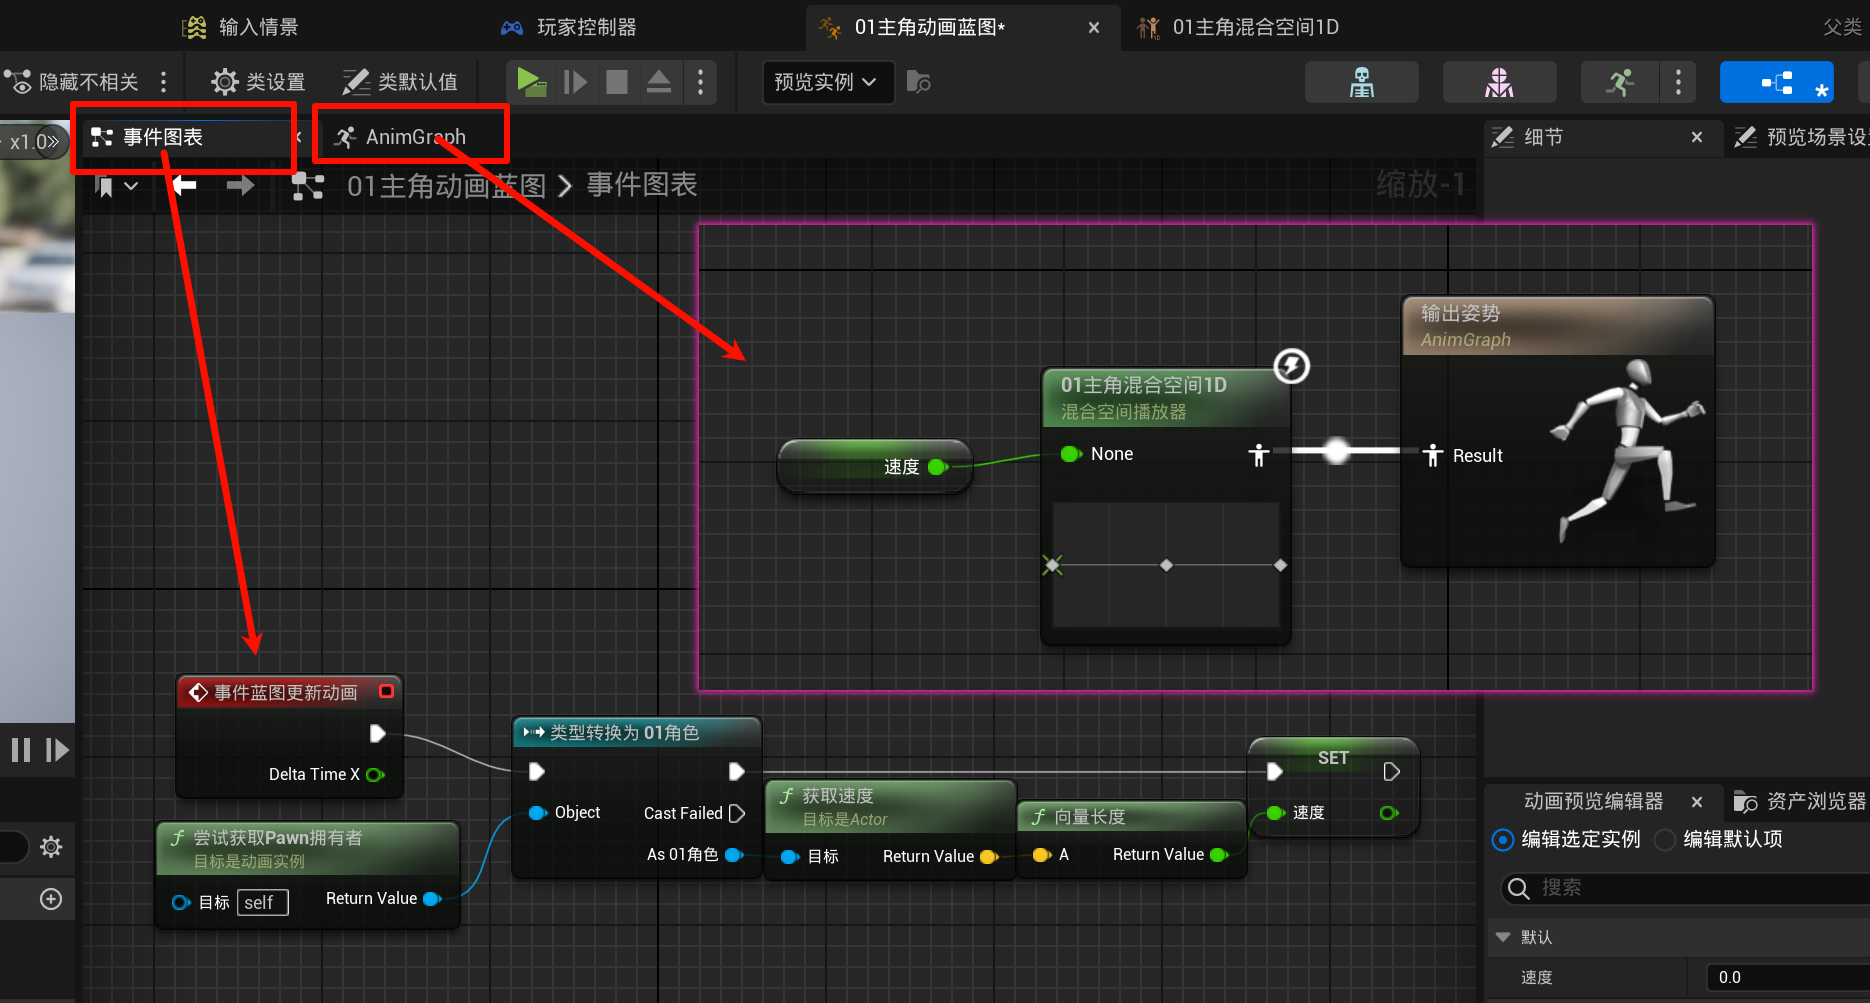 输入情景
玩家控制器
01主角动画蓝图*
01主角混合空间1D
父类
隐藏不相关
类设置
类默认值
预览实例
x1.0
事件图表
AnimGraph
细节
预览场景设
01主角动画蓝图 > 事件图表
缩放-1
输出姿势
AnimGraph
01主角混合空间1D
混合空间播放器
速度
None
Result
事件蓝图更新动画
Delta Time X
类型转换为 01角色
Object
Cast Failed
As 01角色
SET
速度
获取速度
目标是Actor
目标
Return Value
向量长度
A
Return Value
尝试获取Pawn拥有者
目标是动画实例
目标
self
Return Value
动画预览编辑器
资产浏览器
编辑选定实例
编辑默认项
搜索
默认
速度
0.0